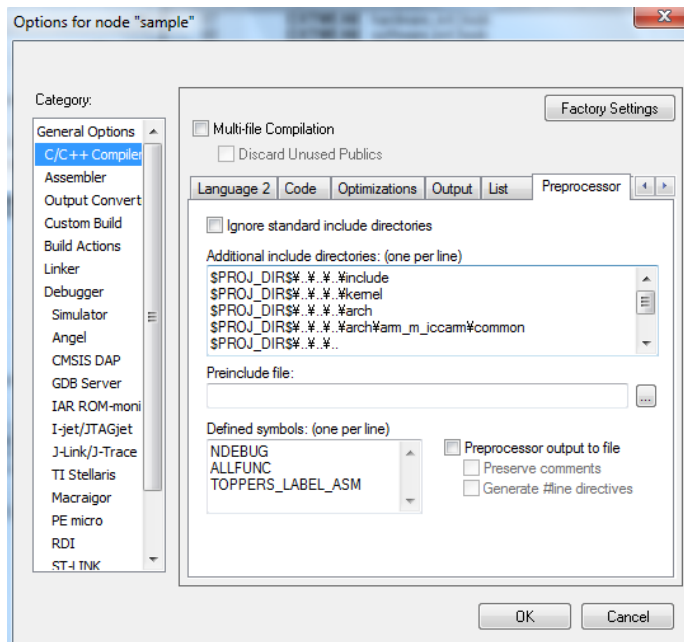 Options for node "sample"
Category:
General Options
C/C++ Compiler
Assembler
Output Convert
Custom Build
Build Actions
Linker
Debugger
Simulator
Angel
CMSIS DAP
GDB Server
IAR ROM-moni
I-jet/JTAGjet
J-Link/J-Trace
TI Stellaris
Macraigor
PE micro
RDI
ST-LINK
Factory Settings
Multi-file Compilation
Discard Unused Publics
Language 2 Code Optimizations Output List Preprocessor
Ignore standard include directories
Additional include directories: (one per line)
$PROJ_DIR$¥..¥..¥..¥include
$PROJ_DIR$¥..¥..¥..¥kernel
$PROJ_DIR$¥..¥..¥..¥arch
$PROJ_DIR$¥..¥..¥..¥arch¥arm_m_iccarm¥common
$PROJ_DIR$¥..¥..¥..
Preinclude file:
...
Defined symbols: (one per line)
NDEBUG
ALLFUNC
TOPPERS_LABEL_ASM
Preprocessor output to file
Preserve comments
Generate #line directives
OK Cancel